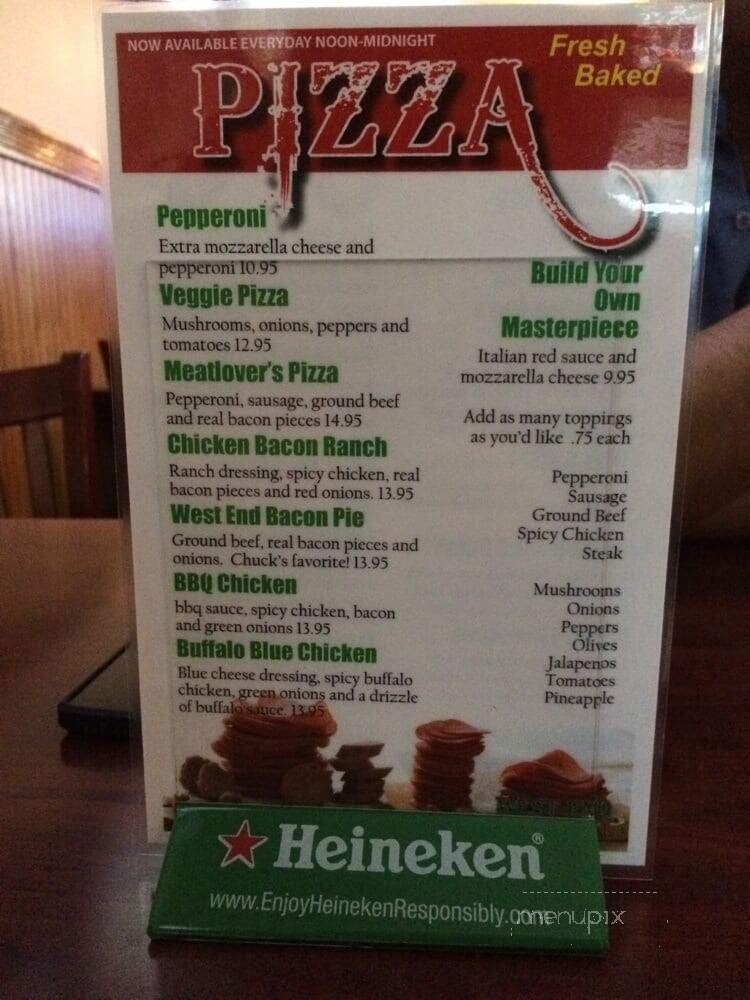 NOW AVAILABLE EVERYDAY NOON-MIDNIGHT
Fresh
Baked
PIZZA
Pepperoni
Extra mozzarella cheese and
pepperoni 10.95
Veggie Pizza
Mushrooms, onions, peppers and
tomatoes 12.95
Meatlover's Pizza
Pepperoni, sausage, ground beef
and real bacon pieces 14.95
Chicken Bacon Ranch
Ranch dressing, spicy chicken, real
bacon pieces and red onions. 13.95
West End Bacon Pie
Ground beef, real bacon pieces and
onions. Chuck's favorite! 13.95
BBQ Chicken
bbq sauce, spicy chicken, bacon
and green onions 13.95
Buffalo Blue Chicken
Blue cheese dressing, spicy buffalo
chicken, green onions and a drizzle
of buffalo sauce. 13.95
Build Your
Own
Masterpiece
Italian red sauce and
mozzarella cheese 9.95
Add as many toppings
as you'd like .75 each
Pepperoni
Sausage
Ground Beef
Spicy Chicken
Steak
Mushrooms
Onions
Peppers
Olives
Jalapenos
Tomatoes
Pineapple
Heineken®
www.EnjoyHeinekenResponsibly.com
menupix